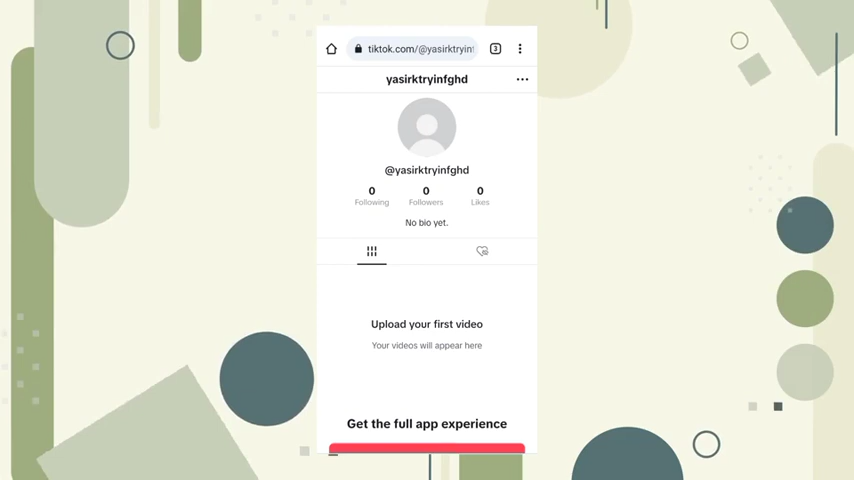 tiktok.com/@yasirktryinf
3
yasirktryinfghd
@yasirktryinfghd
0 0 0
Following Followers Likes
No bio yet.
Upload your first video
Your videos will appear here
Get the full app experience